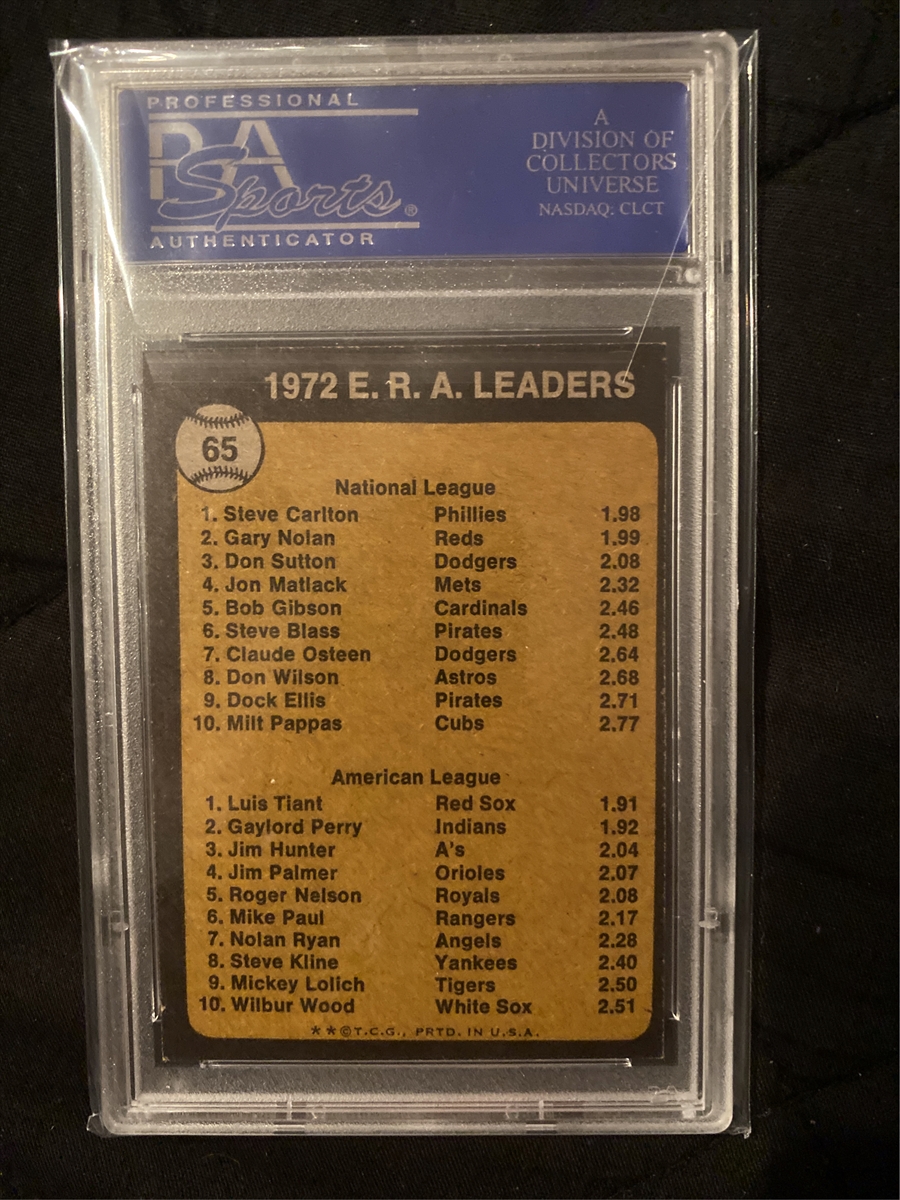 PROFESSIONAL
PSA
Sports®
AUTHENTICATOR
A
DIVISION OF
COLLECTORS
UNIVERSE
NASDAQ: CLCT
1972 E. R. A. LEADERS
65
National League
1. Steve Carlton Phillies 1.98
2. Gary Nolan Reds 1.99
3. Don Sutton Dodgers 2.08
4. Jon Matlack Mets 2.32
5. Bob Gibson Cardinals 2.46
6. Steve Blass Pirates 2.48
7. Claude Osteen Dodgers 2.64
8. Don Wilson Astros 2.68
9. Dock Ellis Pirates 2.71
10. Milt Pappas Cubs 2.77
American League
1. Luis Tiant Red Sox 1.91
2. Gaylord Perry Indians 1.92
3. Jim Hunter A's 2.04
4. Jim Palmer Orioles 2.07
5. Roger Nelson Royals 2.08
6. Mike Paul Rangers 2.17
7. Nolan Ryan Angels 2.28
8. Steve Kline Yankees 2.40
9. Mickey Lolich Tigers 2.50
10. Wilbur Wood White Sox 2.51
**©T.C.G., PRTD. IN U.S.A.